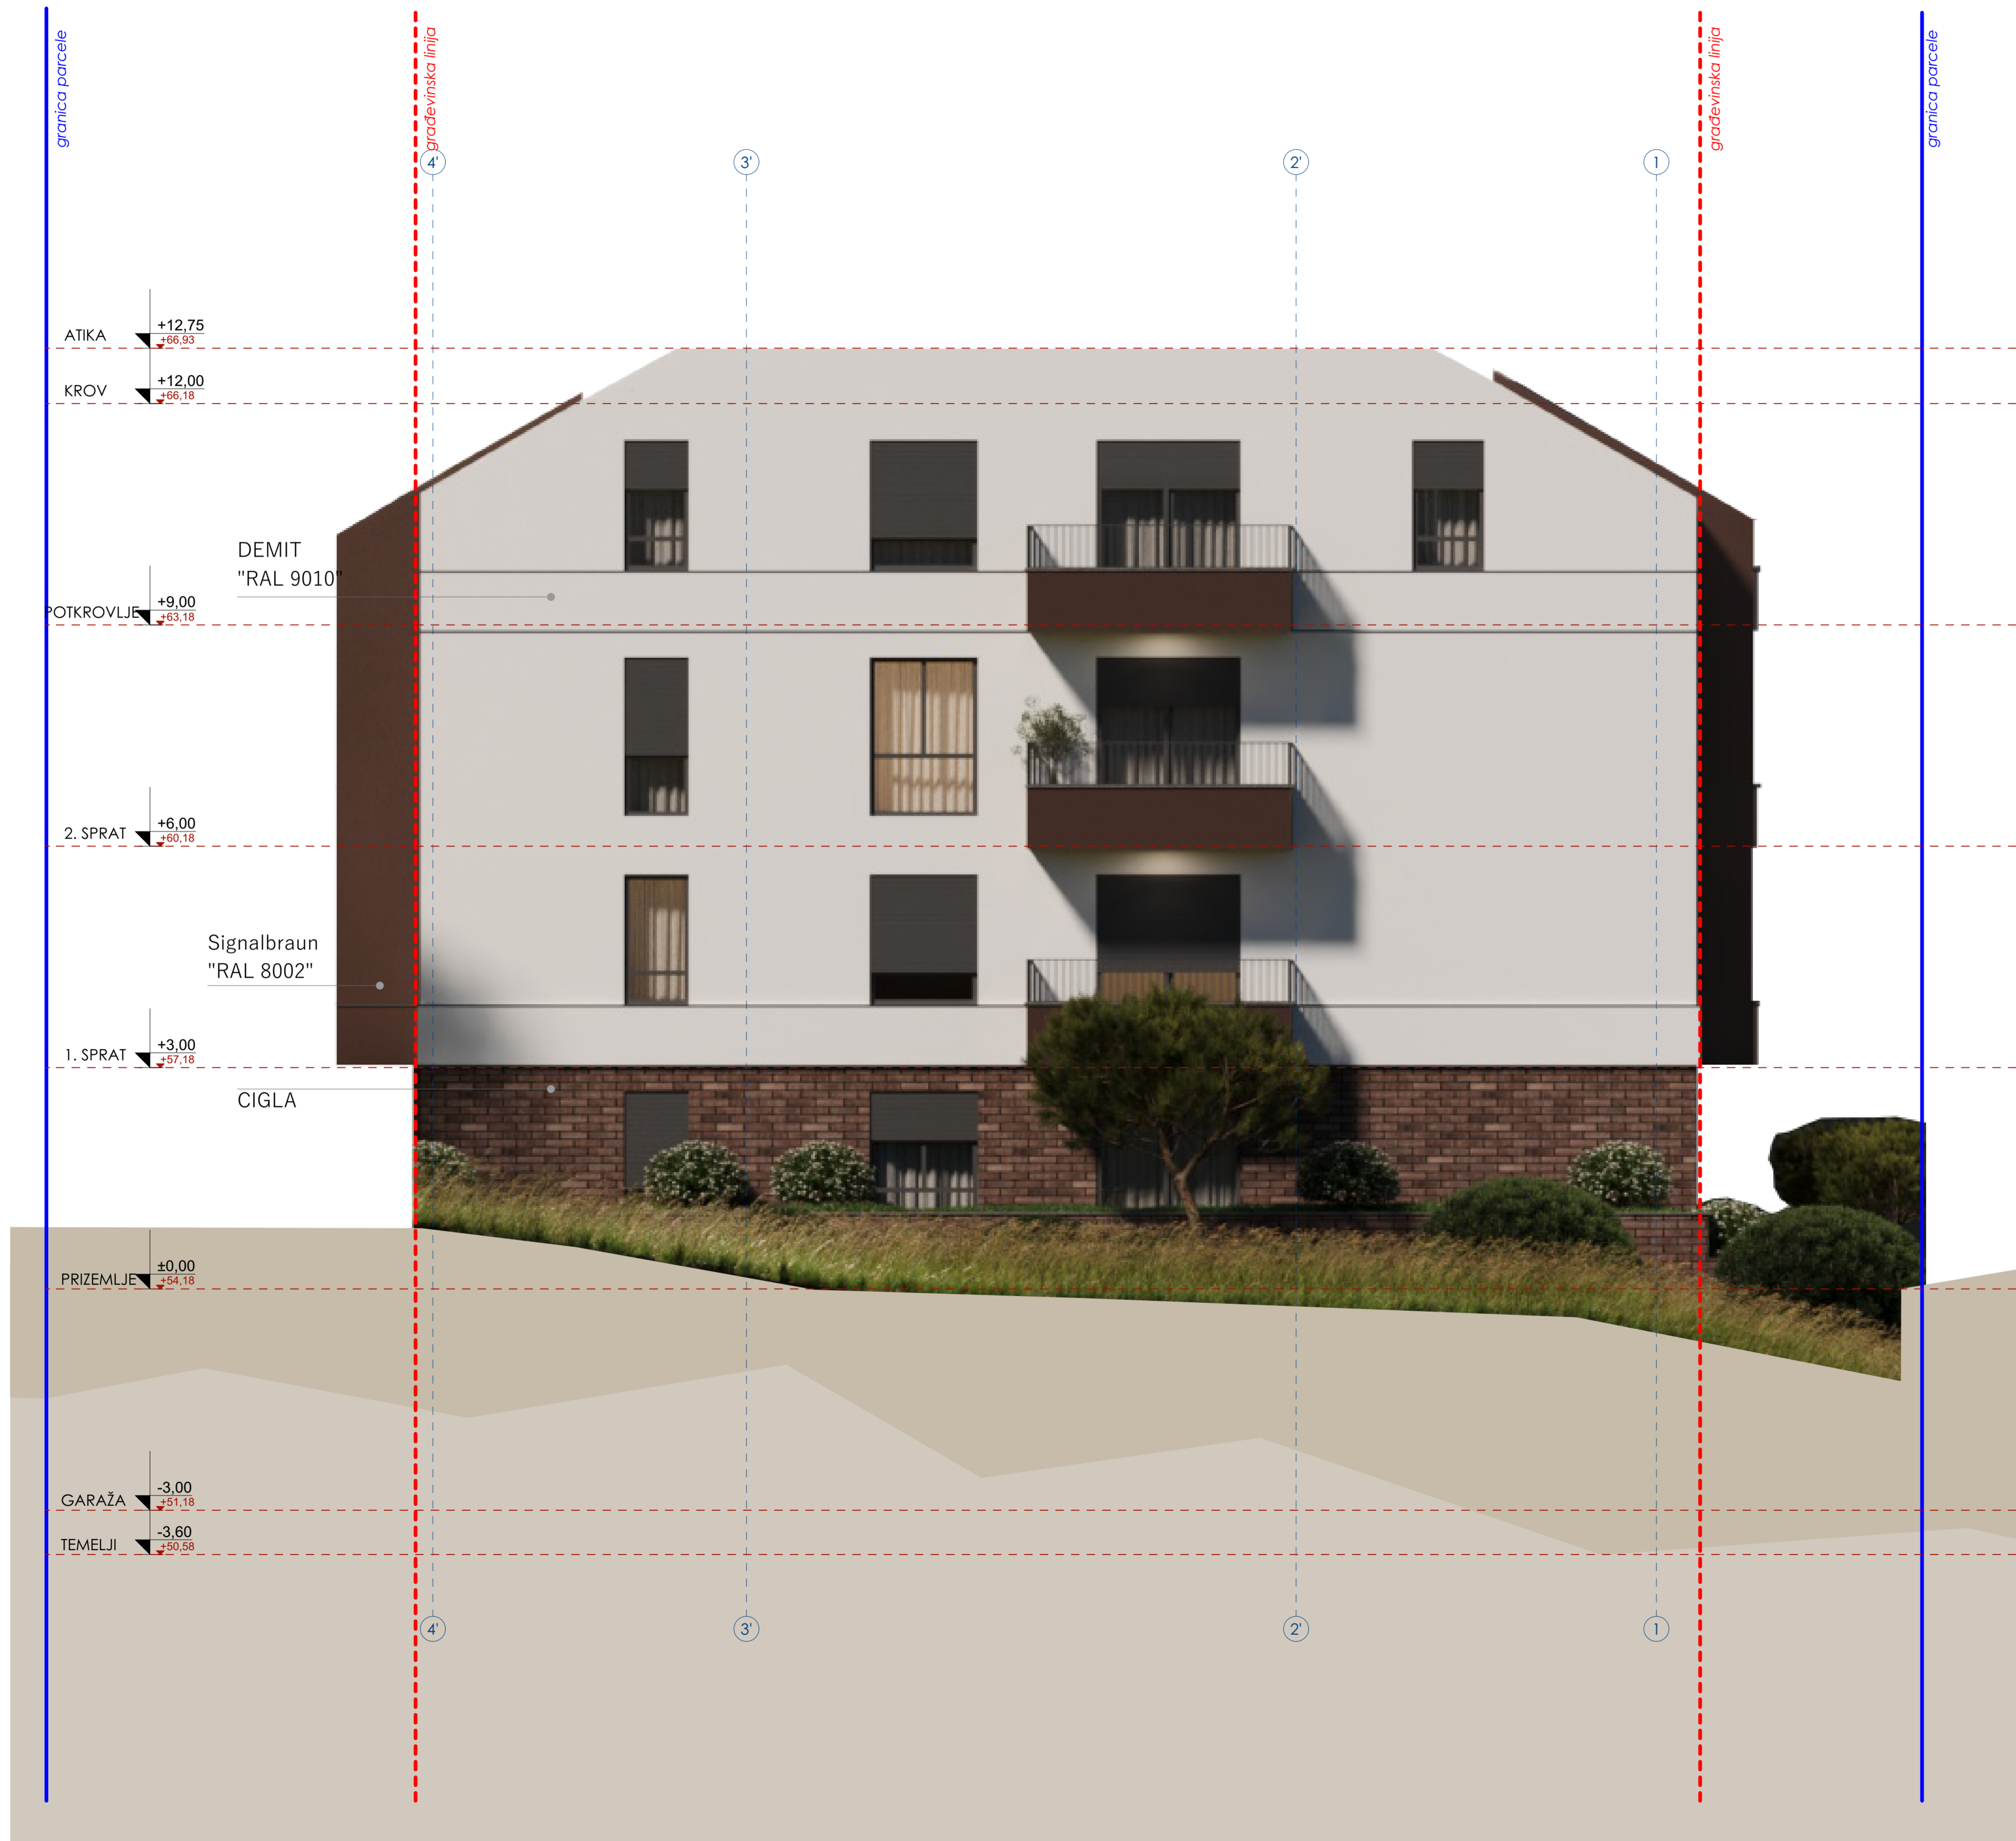 granica parcele
građevinska linija
građevinska linija
granica parcele
4'
3'
2'
1
ATIKA
+12,75
+66,93
KROV
+12,00
+66,18
DEMIT
"RAL 9010"
POTKROVLJE
+9,00
+63,18
2. SPRAT
+6,00
+60,18
Signalbraun
"RAL 8002"
1. SPRAT
+3,00
+57,18
CIGLA
PRIZEMLJE
±0,00
+54,18
GARAŽA
-3,00
+51,18
TEMELJI
-3,60
+50,58
4'
3'
2'
1